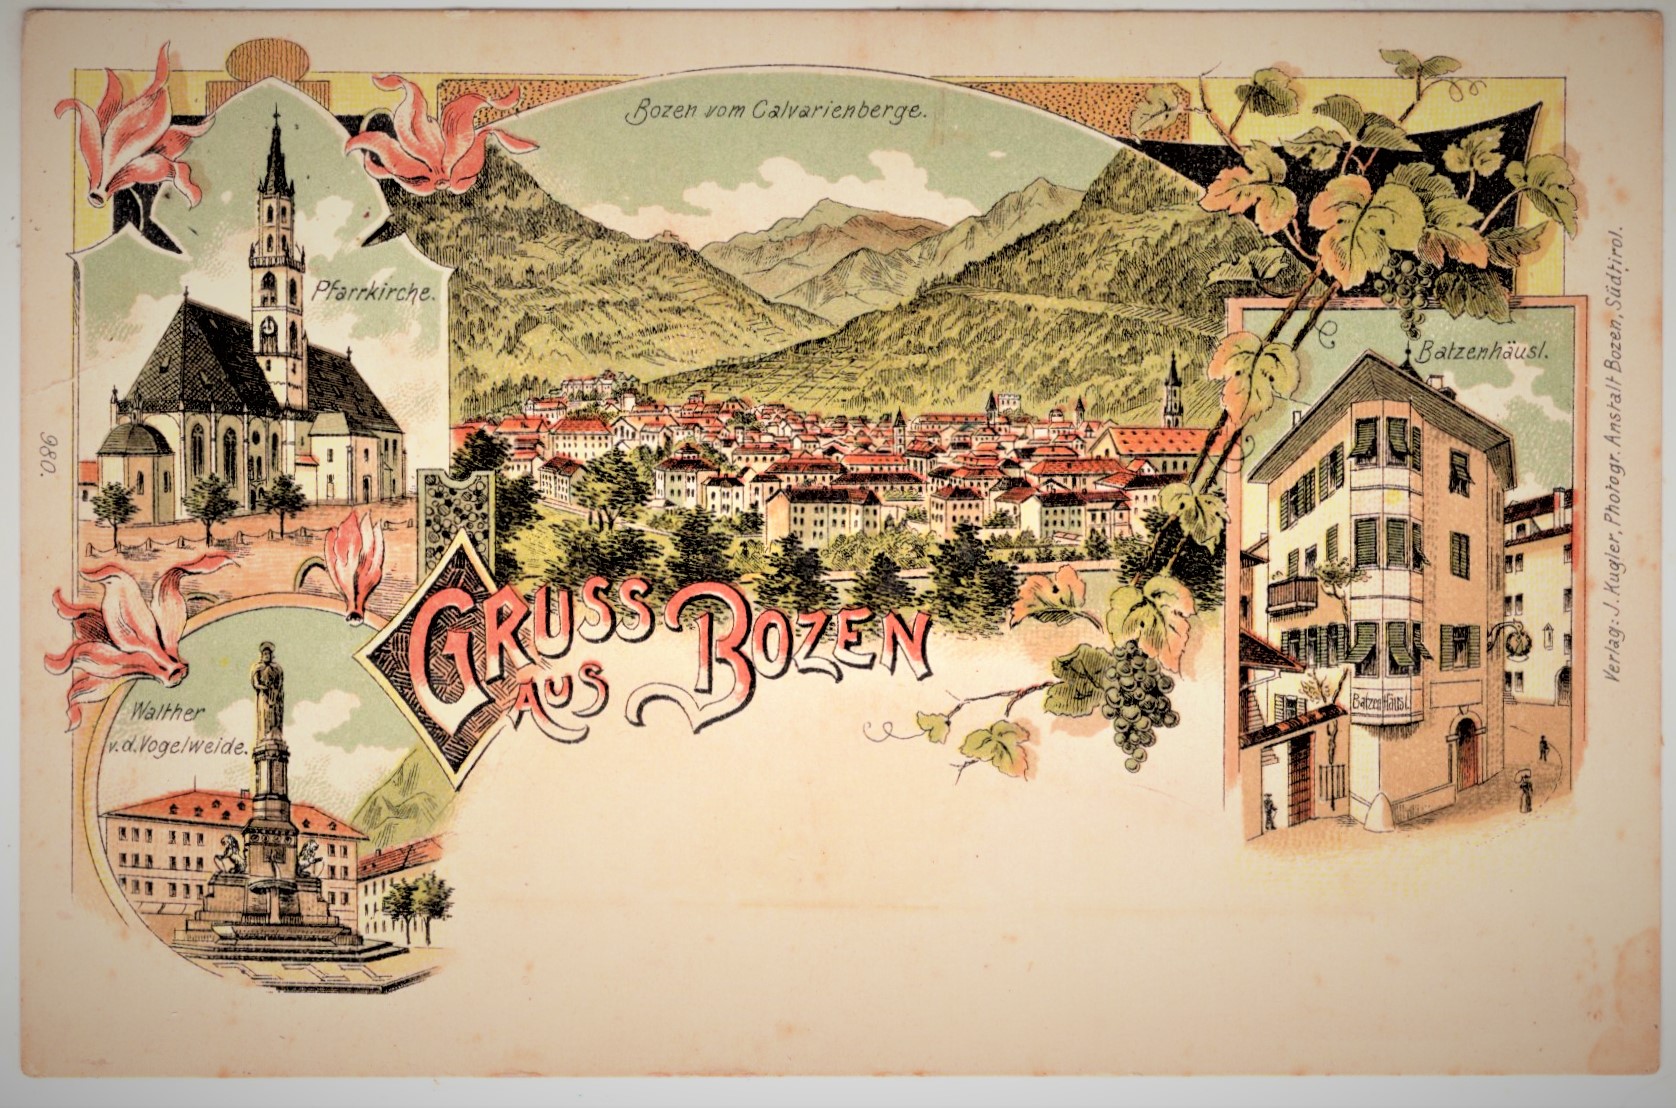 Bozen vom Calvarienberge.
Pfarrkirche.
Batzenhäusl.
Batzenhäusl.
GRUSS
AUS
BOZEN
Walther
v. d. Vogelweide.
980.
Verlag: J. Kugler, Photogr. Anstalt Bozen, Südtirol.